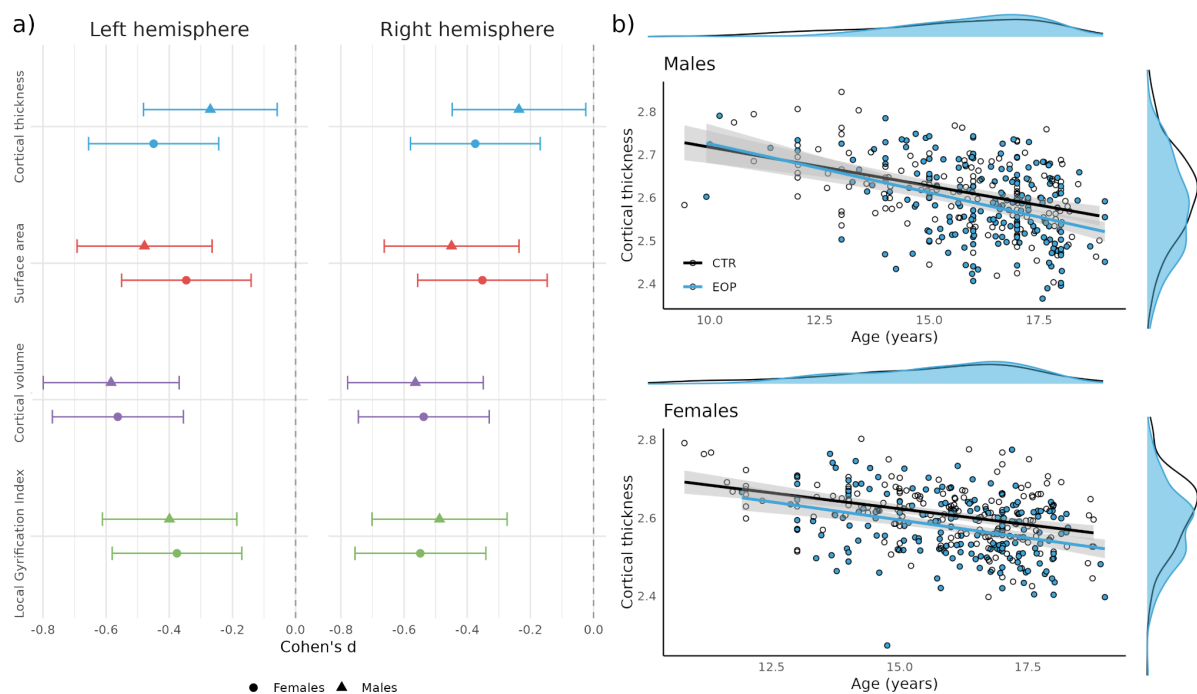 a)
Left hemisphere
Right hemisphere
Cortical thickness
Surface area
Cortical volume
Local Gyrification Index
-0.8
-0.6
-0.4
-0.2
0.0
-0.8
-0.6
-0.4
-0.2
0.0
Cohen's d
Females
Males
b)
Males
Cortical thickness
2.8
2.7
2.6
2.5
2.4
CTR
EOP
10.0
12.5
15.0
17.5
Age (years)
Females
Cortical thickness
2.8
2.6
2.4
12.5
15.0
17.5
Age (years)